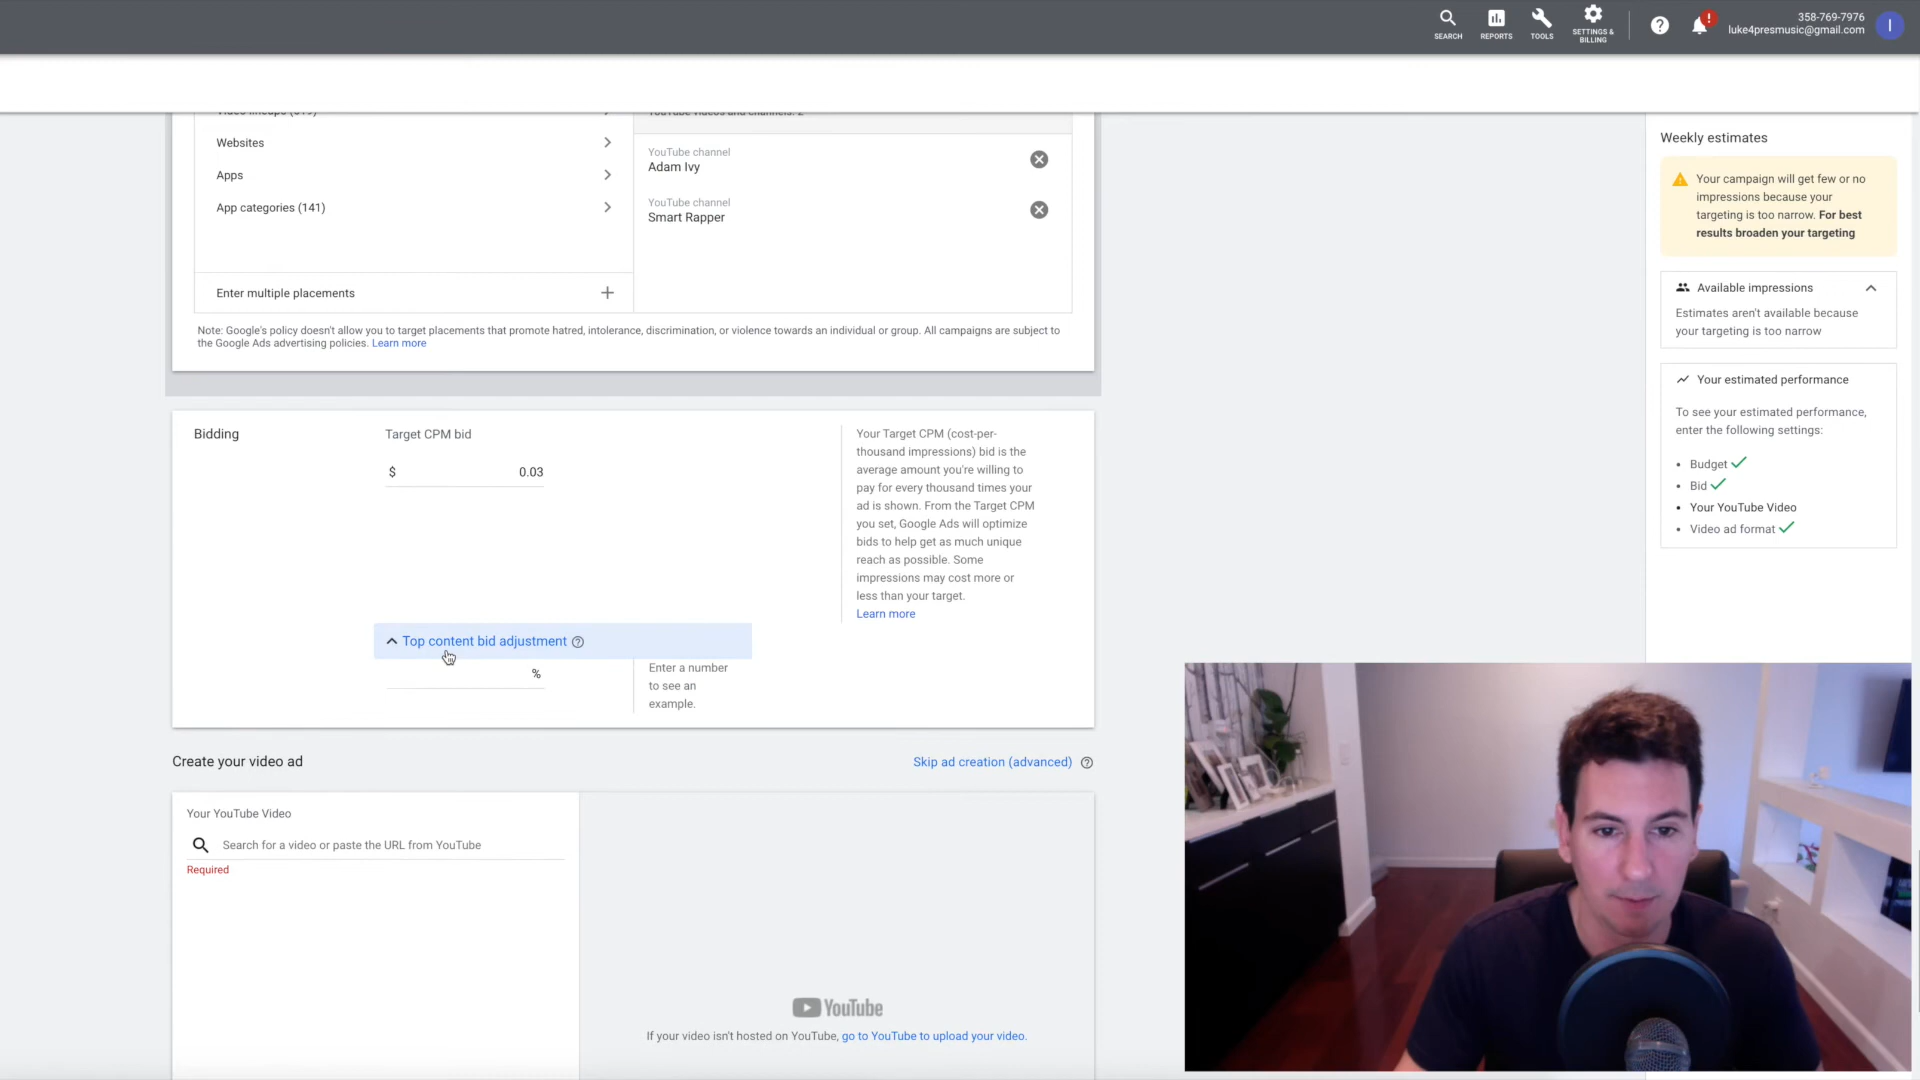 SEARCH
REPORTS
TOOLS
SETTINGS &
BILLING
358-769-7976
luke4presmusic@gmail.com
I
Websites
Apps
App categories (141)
Enter multiple placements
YouTube videos and channels: 2
YouTube channel
Adam Ivy
YouTube channel
Smart Rapper
Note: Google's policy doesn't allow you to target placements that promote hatred, intolerance, discrimination, or violence towards an individual or group. All campaigns are subject to
the Google Ads advertising policies. Learn more
Bidding
Target CPM bid
$ 0.03
Your Target CPM (cost-per-
thousand impressions) bid is the
average amount you're willing to
pay for every thousand times your
ad is shown. From the Target CPM
you set, Google Ads will optimize
bids to help get as much unique
reach as possible. Some
impressions may cost more or
less than your target.
Learn more
Top content bid adjustment
%
Enter a number
to see an
example.
Create your video ad
Skip ad creation (advanced)
Your YouTube Video
Search for a video or paste the URL from YouTube
Required
YouTube
If your video isn't hosted on YouTube, go to YouTube to upload your video.
Weekly estimates
Your campaign will get few or no
impressions because your
targeting is too narrow. For best
results broaden your targeting
Available impressions
Estimates aren't available because
your targeting is too narrow
Your estimated performance
To see your estimated performance,
enter the following settings:
• Budget
• Bid
• Your YouTube Video
• Video ad format